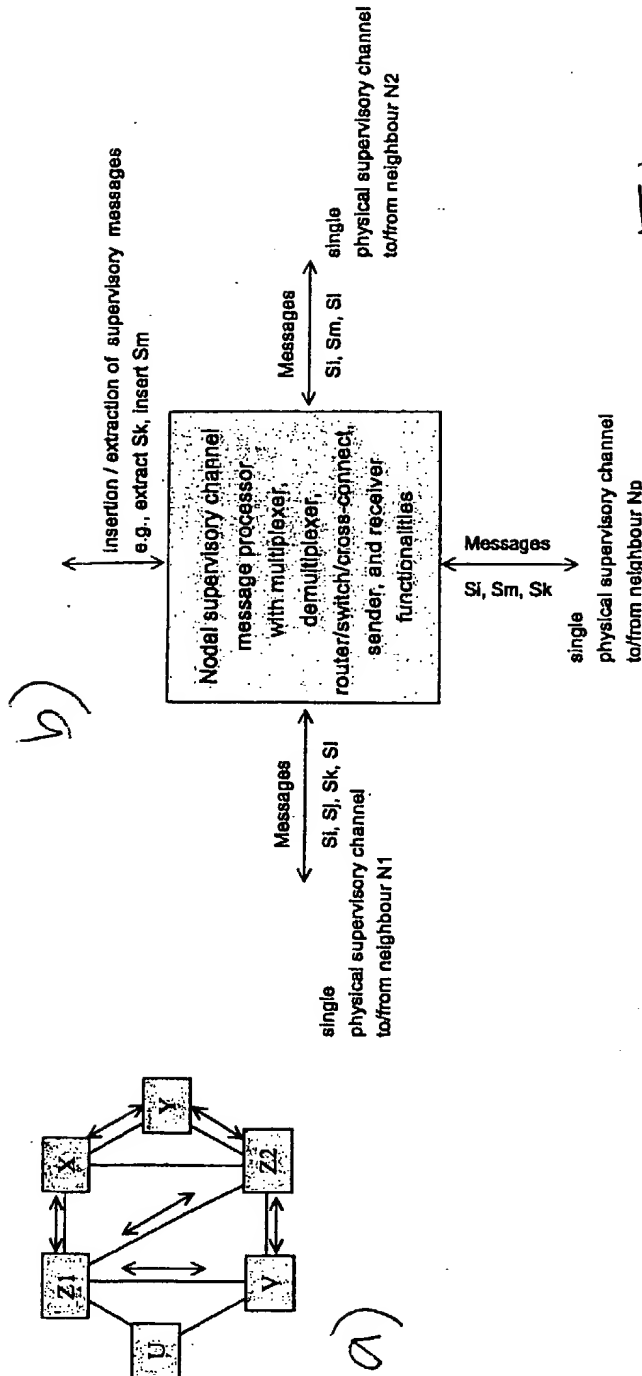 a)
U
Z1
V
X
Z2
Y
b)
insertion / extraction of supervisory messages
e.g., extract Sk, insert Sm
Nodal supervisory channel
message processor
with multiplexer,
demultiplexer,
router/switch/cross-connect,
sender, and receiver
functionalities
Messages
Si, Sj, Sk, Sl
single
physical supervisory channel
to/from neighbour N1
Messages
Si, Sm, Sl
single
physical supervisory channel
to/from neighbour N2
Messages
Si, Sm, Sk
single
physical supervisory channel
to/from neighbour Np